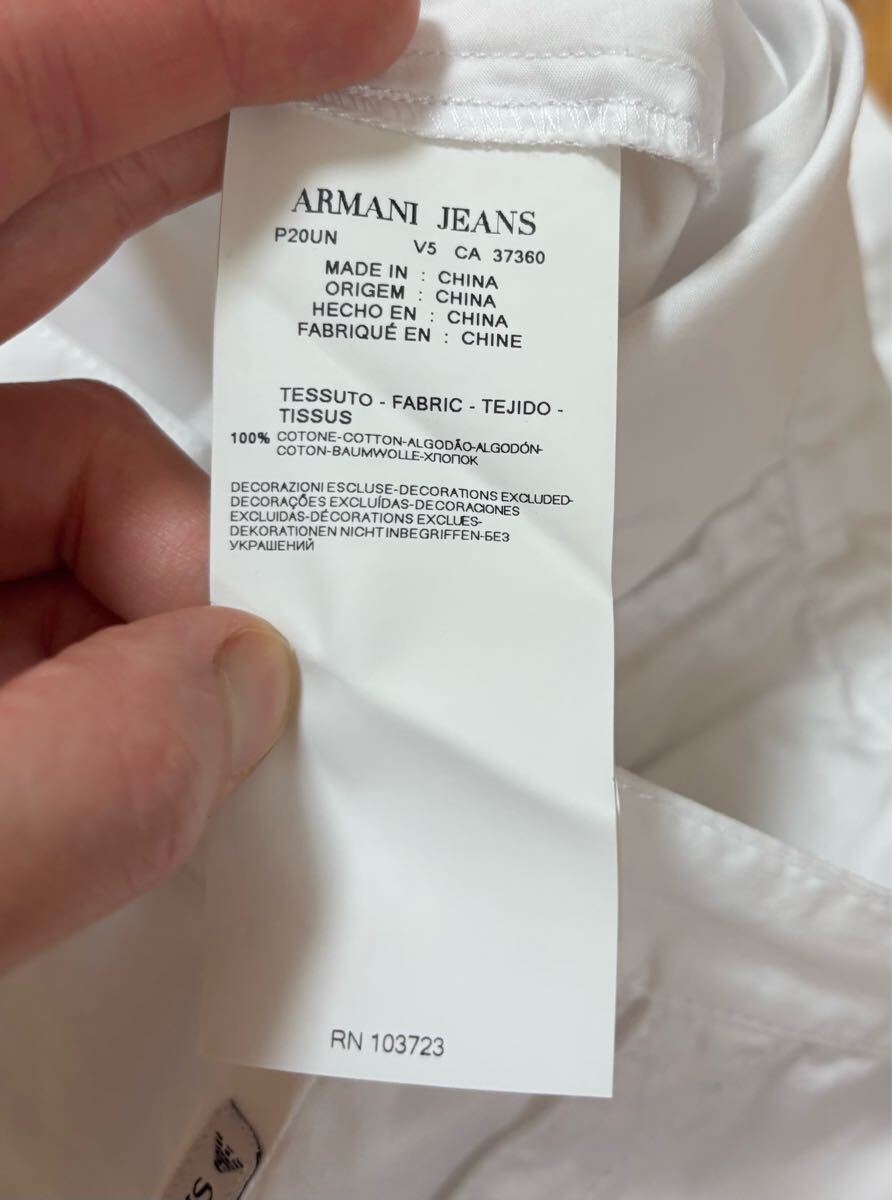 ARMANI JEANS
P20UN V5 CA 37360
MADE IN : CHINA
ORIGEM : CHINA
HECHO EN : CHINA
FABRIQUÉ EN : CHINE
TESSUTO - FABRIC - TEJIDO -
TISSUS
100% COTONE-COTTON-ALGODÃO-ALGODÓN-
COTON-BAUMWOLLE-ХЛОПОК
DECORAZIONI ESCLUSE-DECORATIONS EXCLUDED-
DECORAÇÕES EXCLUÍDAS-DECORACIONES
EXCLUIDAS-DÉCORATIONS EXCLUES-
DEKORATIONEN NICHT INBEGRIFFEN-БЕЗ
УКРАШЕНИЙ
RN 103723